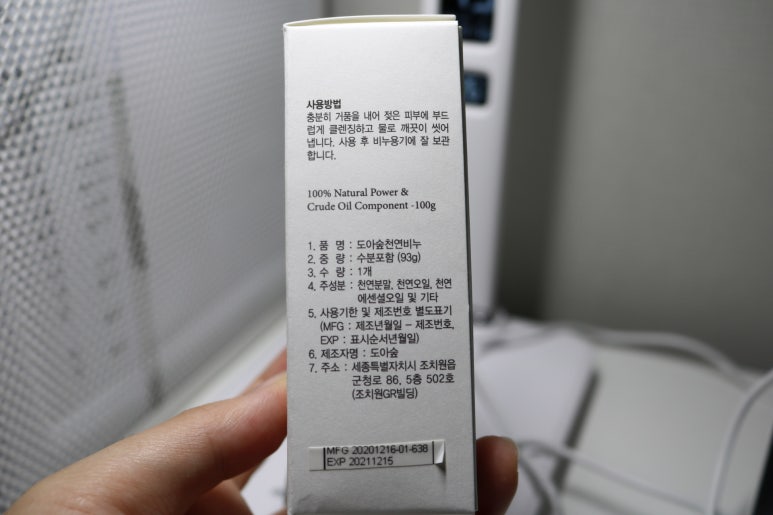 사용방법
충분히 거품을 내어 젖은 피부에 부드
럽게 클렌징하고 물로 깨끗이 씻어
냅니다. 사용 후 비누용기에 잘 보관
합니다.
100% Natural Power &
Crude Oil Component -100g
1. 품 명 : 도아숲천연비누
2. 중 량 : 수분포함 (93g)
3. 수 량 : 1개
4. 주성분 : 천연분말, 천연오일, 천연
에센셜오일 및 기타
5. 사용기한 및 제조번호 별도표기
(MFG : 제조년월일 - 제조번호,
EXP : 표시순서년월일)
6. 제조자명 : 도아숲
7. 주소 : 세종특별자치시 조치원읍
군청로 86, 5층 502호
(조치원GR빌딩)
MFG 20201216-01-638
EXP 20211215